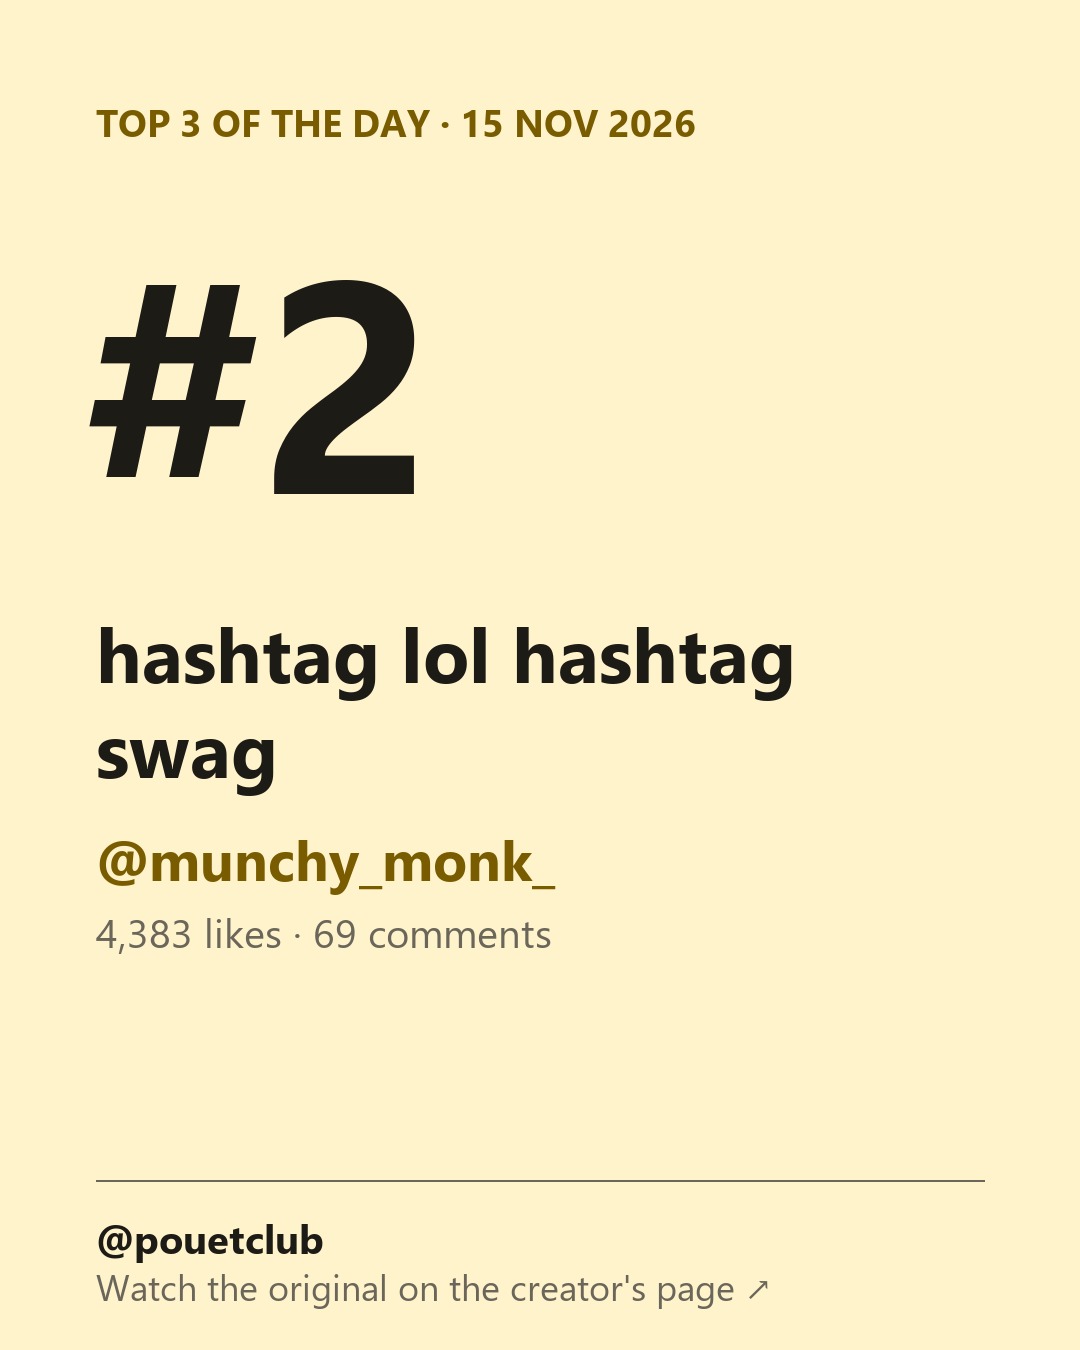 TOP 3 OF THE DAY · 15 NOV 2026
#2
hashtag lol hashtag
swag
@munchy_monk_
4,383 likes · 69 comments
@pouetclub
Watch the original on the creator's page ↗